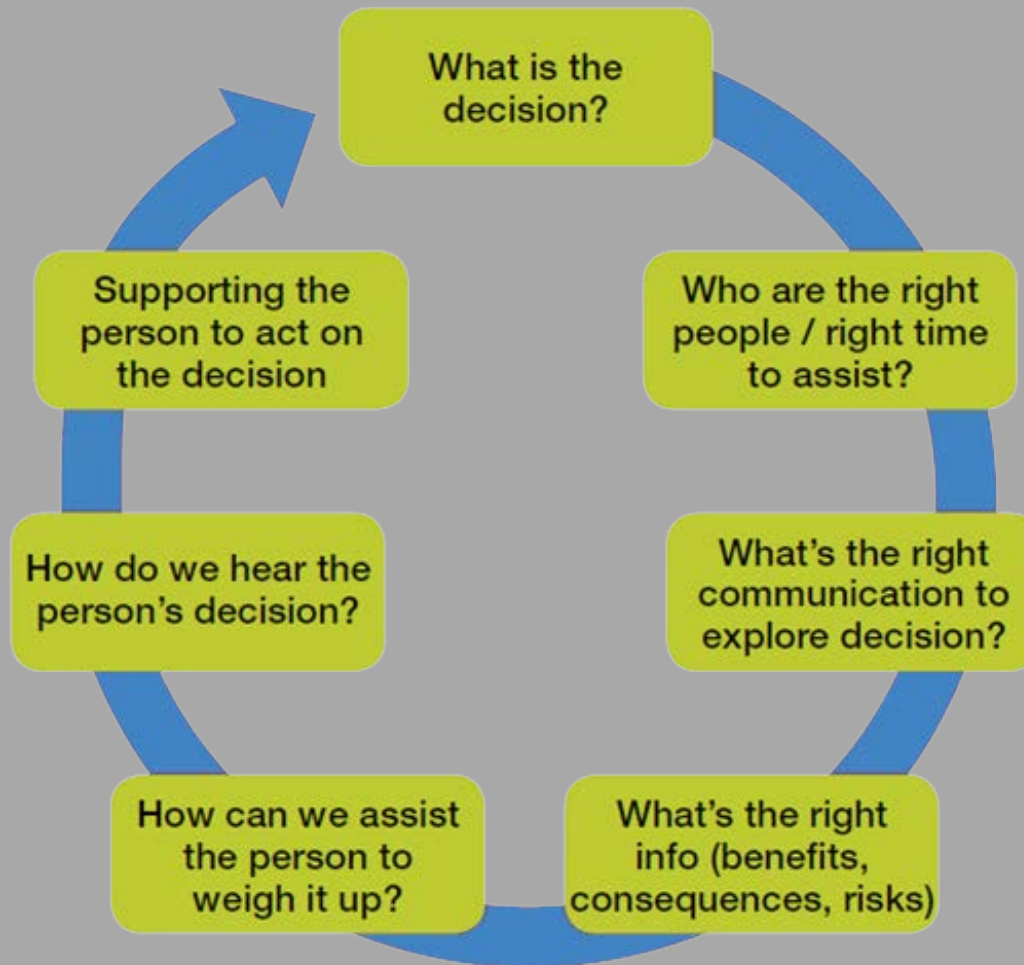 What is the
decision?
Who are the right
people / right time
to assist?
What's the right
communication to
explore decision?
What's the right
info (benefits,
consequences, risks)
How can we assist
the person to
weigh it up?
How do we hear the
person's decision?
Supporting the
person to act on
the decision